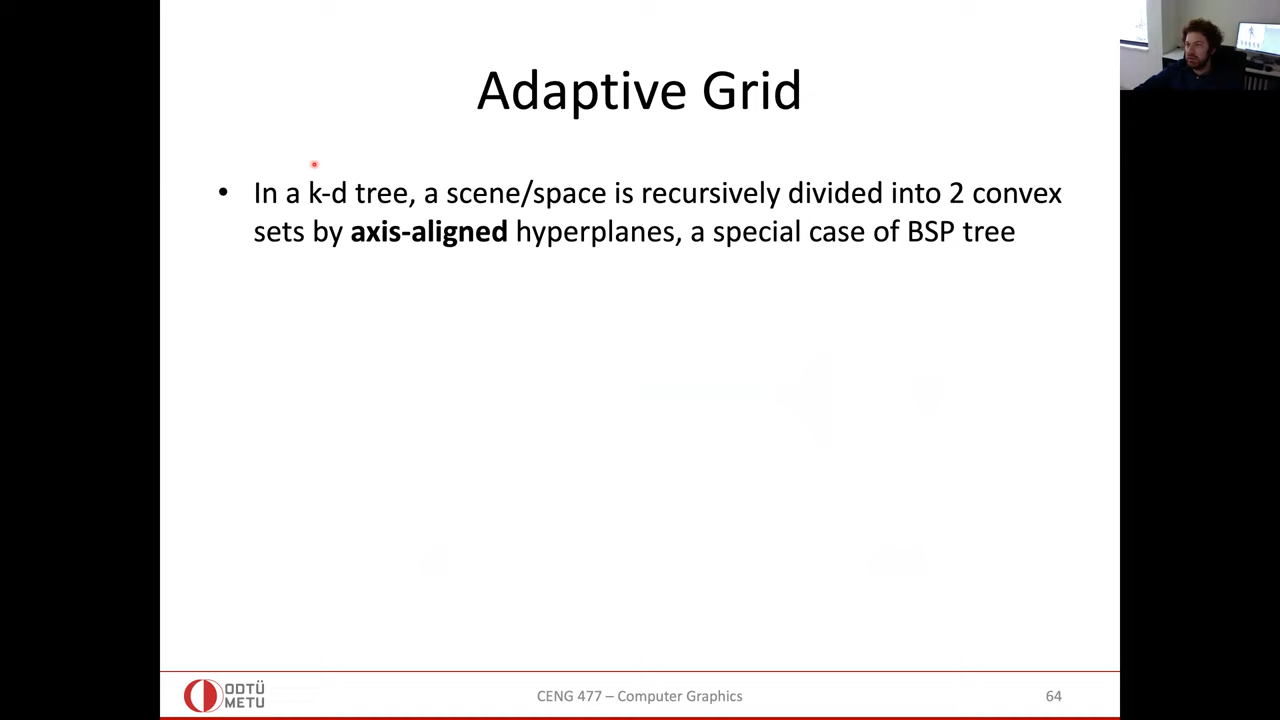 Adaptive Grid
• In a k-d tree, a scene/space is recursively divided into 2 convex
sets by axis-aligned hyperplanes, a special case of BSP tree
ODTÜ
METU
CENG 477 – Computer Graphics
64